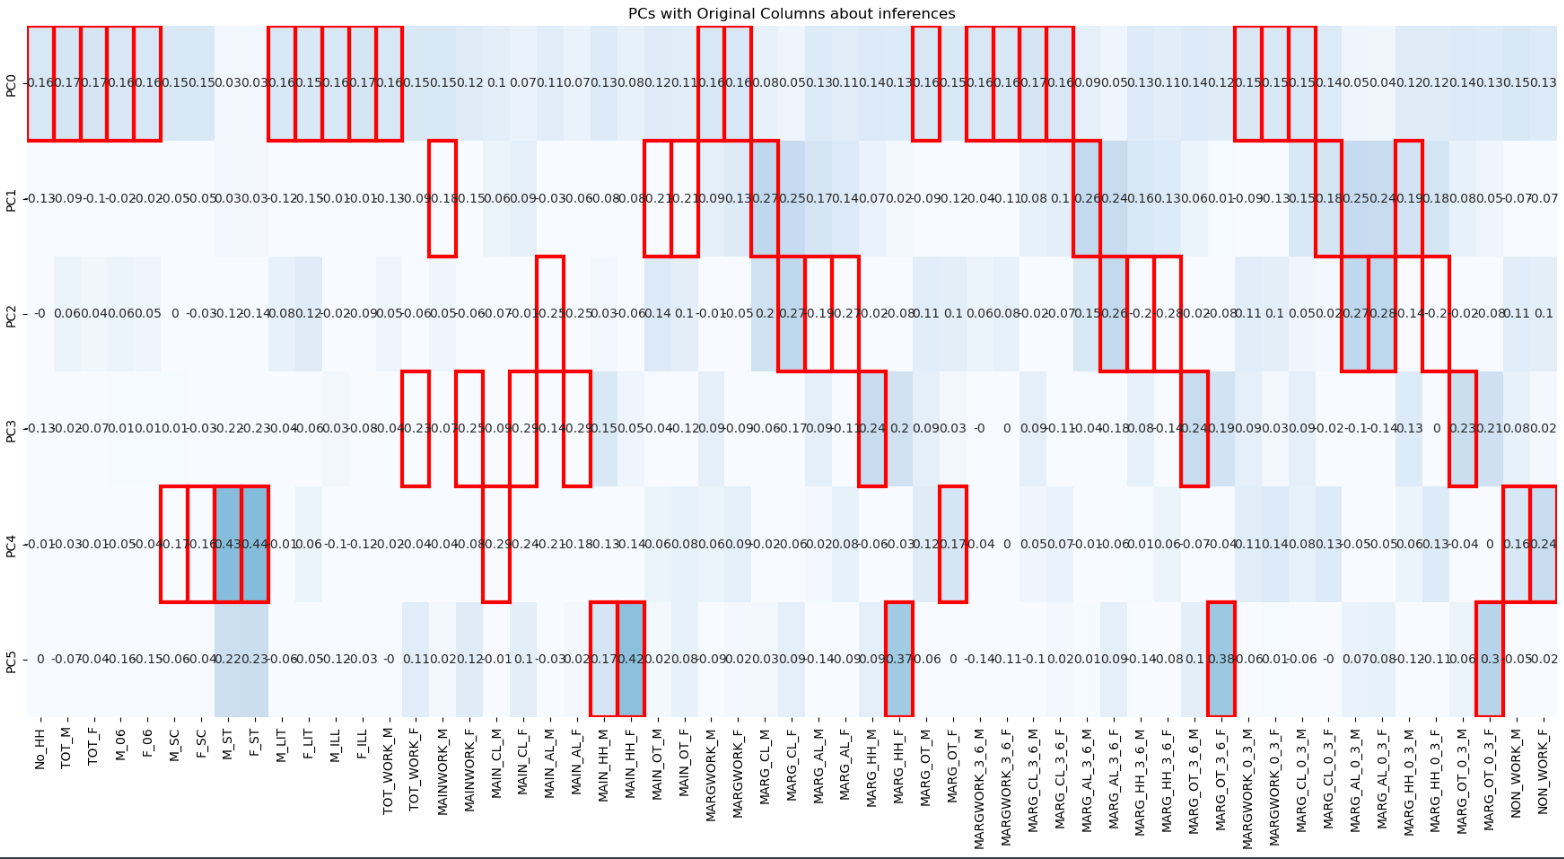 PCs with Original Columns about inferences
PC0 0.16 0.17 0.17 0.16 0.16 0.15 0.15 0.03 0.03 0.16 0.15 0.16 0.17 0.16 0.15 0.15 0.12 0.1 0.07 0.11 0.07 0.13 0.08 0.12 0.11 0.16 0.16 0.08 0.05 0.13 0.11 0.14 0.13 0.16 0.15 0.16 0.16 0.17 0.16 0.09 0.05 0.13 0.11 0.14 0.12 0.15 0.15 0.15 0.14 0.05 0.04 0.12 0.12 0.14 0.13 0.15 0.13
PC1 -0.13 -0.09 -0.1 -0.02 -0.02 -0.05 -0.05 0.03 0.03 -0.12 -0.15 -0.01 -0.01 -0.13 -0.09 -0.18 -0.15 0.06 0.09 -0.03 -0.06 -0.08 -0.08 -0.21 -0.21 0.09 0.13 0.27 0.25 0.17 0.14 0.07 0.02 -0.09 -0.12 -0.04 -0.11 0.08 0.1 0.26 0.24 0.16 0.13 0.06 0.01 -0.09 -0.13 0.15 0.18 0.25 0.24 0.19 0.18 0.08 0.05 -0.07 -0.07
PC2 -0 0.06 0.04 0.06 0.05 0 -0.03 -0.12 -0.14 0.08 0.12 -0.02 -0.09 0.05 -0.06 -0.05 -0.06 -0.07 -0.01 -0.25 -0.25 -0.03 -0.06 0.14 0.1 -0.01 -0.05 0.2 0.27 -0.19 -0.27 -0.02 -0.08 0.11 0.1 0.06 0.08 -0.02 -0.07 0.15 0.26 -0.2 -0.28 -0.02 -0.08 0.11 0.1 0.05 0.02 0.27 0.28 -0.14 -0.2 -0.02 -0.08 0.11 0.1
PC3 -0.13 -0.02 -0.07 0.01 0.01 0.01 -0.03 -0.22 -0.23 -0.04 -0.06 0.03 -0.08 -0.04 -0.23 -0.07 -0.25 -0.09 -0.29 -0.14 -0.29 0.15 0.05 -0.04 -0.12 0.09 -0.09 0.06 -0.17 0.09 -0.11 0.24 0.2 0.09 0.03 -0 0 0.09 -0.11 -0.04 -0.18 0.08 -0.14 0.24 0.19 0.09 0.03 0.09 -0.02 -0.1 -0.14 0.13 0 0.23 0.21 0.08 0.02
PC4 -0.01 -0.03 -0.01 -0.05 -0.04 -0.17 -0.16 0.43 0.44 -0.01 0.06 -0.1 -0.12 -0.02 -0.04 -0.04 -0.08 -0.29 -0.24 -0.21 -0.18 -0.13 -0.14 0.06 0.08 0.06 0.09 -0.02 0.06 0.02 0.08 -0.06 -0.03 0.12 0.17 0.04 0 0.05 0.07 -0.01 -0.06 0.01 0.06 -0.07 -0.04 0.11 0.14 0.08 0.13 -0.05 -0.05 0.06 0.13 -0.04 0 0.16 0.24
PC5 0 -0.07 -0.04 -0.16 -0.15 -0.06 -0.04 0.22 0.23 -0.06 -0.05 -0.12 -0.03 -0 0.11 0.02 0.12 -0.01 0.1 -0.03 0.02 0.17 0.42 0.02 0.08 -0.09 0.02 0.03 0.09 -0.14 -0.09 0.09 0.37 -0.06 0 -0.14 -0.11 -0.1 0.02 0.01 0.09 -0.14 -0.08 0.1 0.38 -0.06 0.01 -0.06 -0 0.07 0.08 -0.12 -0.11 0.06 0.3 -0.05 -0.02
No_HH
TOT_M
TOT_F
M_06
F_06
M_SC
F_SC
M_ST
F_ST
M_LIT
F_LIT
M_ILL
F_ILL
TOT_WORK_M
TOT_WORK_F
MAINWORK_M
MAINWORK_F
MAIN_CL_M
MAIN_CL_F
MAIN_AL_M
MAIN_AL_F
MAIN_HH_M
MAIN_HH_F
MAIN_OT_M
MAIN_OT_F
MARGWORK_M
MARGWORK_F
MARG_CL_M
MARG_CL_F
MARG_AL_M
MARG_AL_F
MARG_HH_M
MARG_HH_F
MARG_OT_M
MARG_OT_F
MARGWORK_3_6_M
MARGWORK_3_6_F
MARG_CL_3_6_M
MARG_CL_3_6_F
MARG_AL_3_6_M
MARG_AL_3_6_F
MARG_HH_3_6_M
MARG_HH_3_6_F
MARG_OT_3_6_M
MARG_OT_3_6_F
MARGWORK_0_3_M
MARGWORK_0_3_F
MARG_CL_0_3_M
MARG_CL_0_3_F
MARG_AL_0_3_M
MARG_AL_0_3_F
MARG_HH_0_3_M
MARG_HH_0_3_F
MARG_OT_0_3_M
MARG_OT_0_3_F
NON_WORK_M
NON_WORK_F